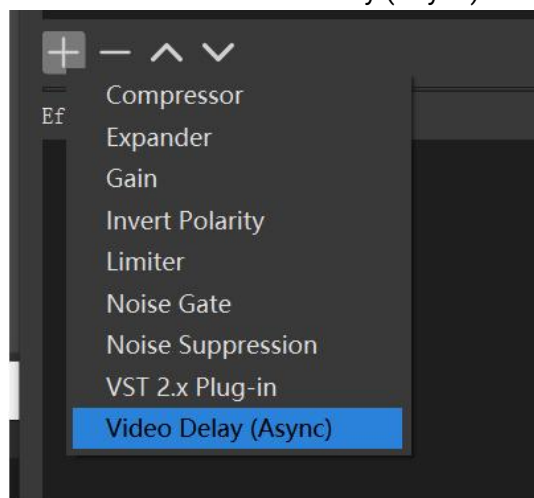 Compressor
Ef
Expander
Gain
Invert Polarity
Limiter
Noise Gate
Noise Suppression
VST 2.x Plug-in
Video Delay (Async)